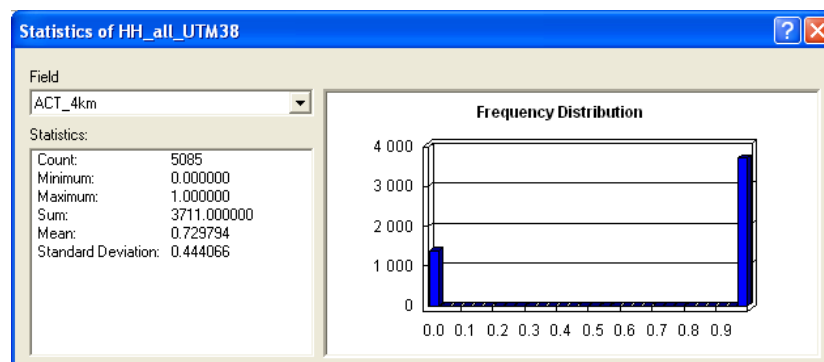 Statistics of HH_all_UTM38
Field
ACT_4km
Statistics:
Count: 5085
Minimum: 0.000000
Maximum: 1.000000
Sum: 3711.000000
Mean: 0.729794
Standard Deviation: 0.444066
Frequency Distribution
4 000
3 000
2 000
1 000
0
0.0 0.1 0.2 0.3 0.4 0.5 0.6 0.7 0.8 0.9